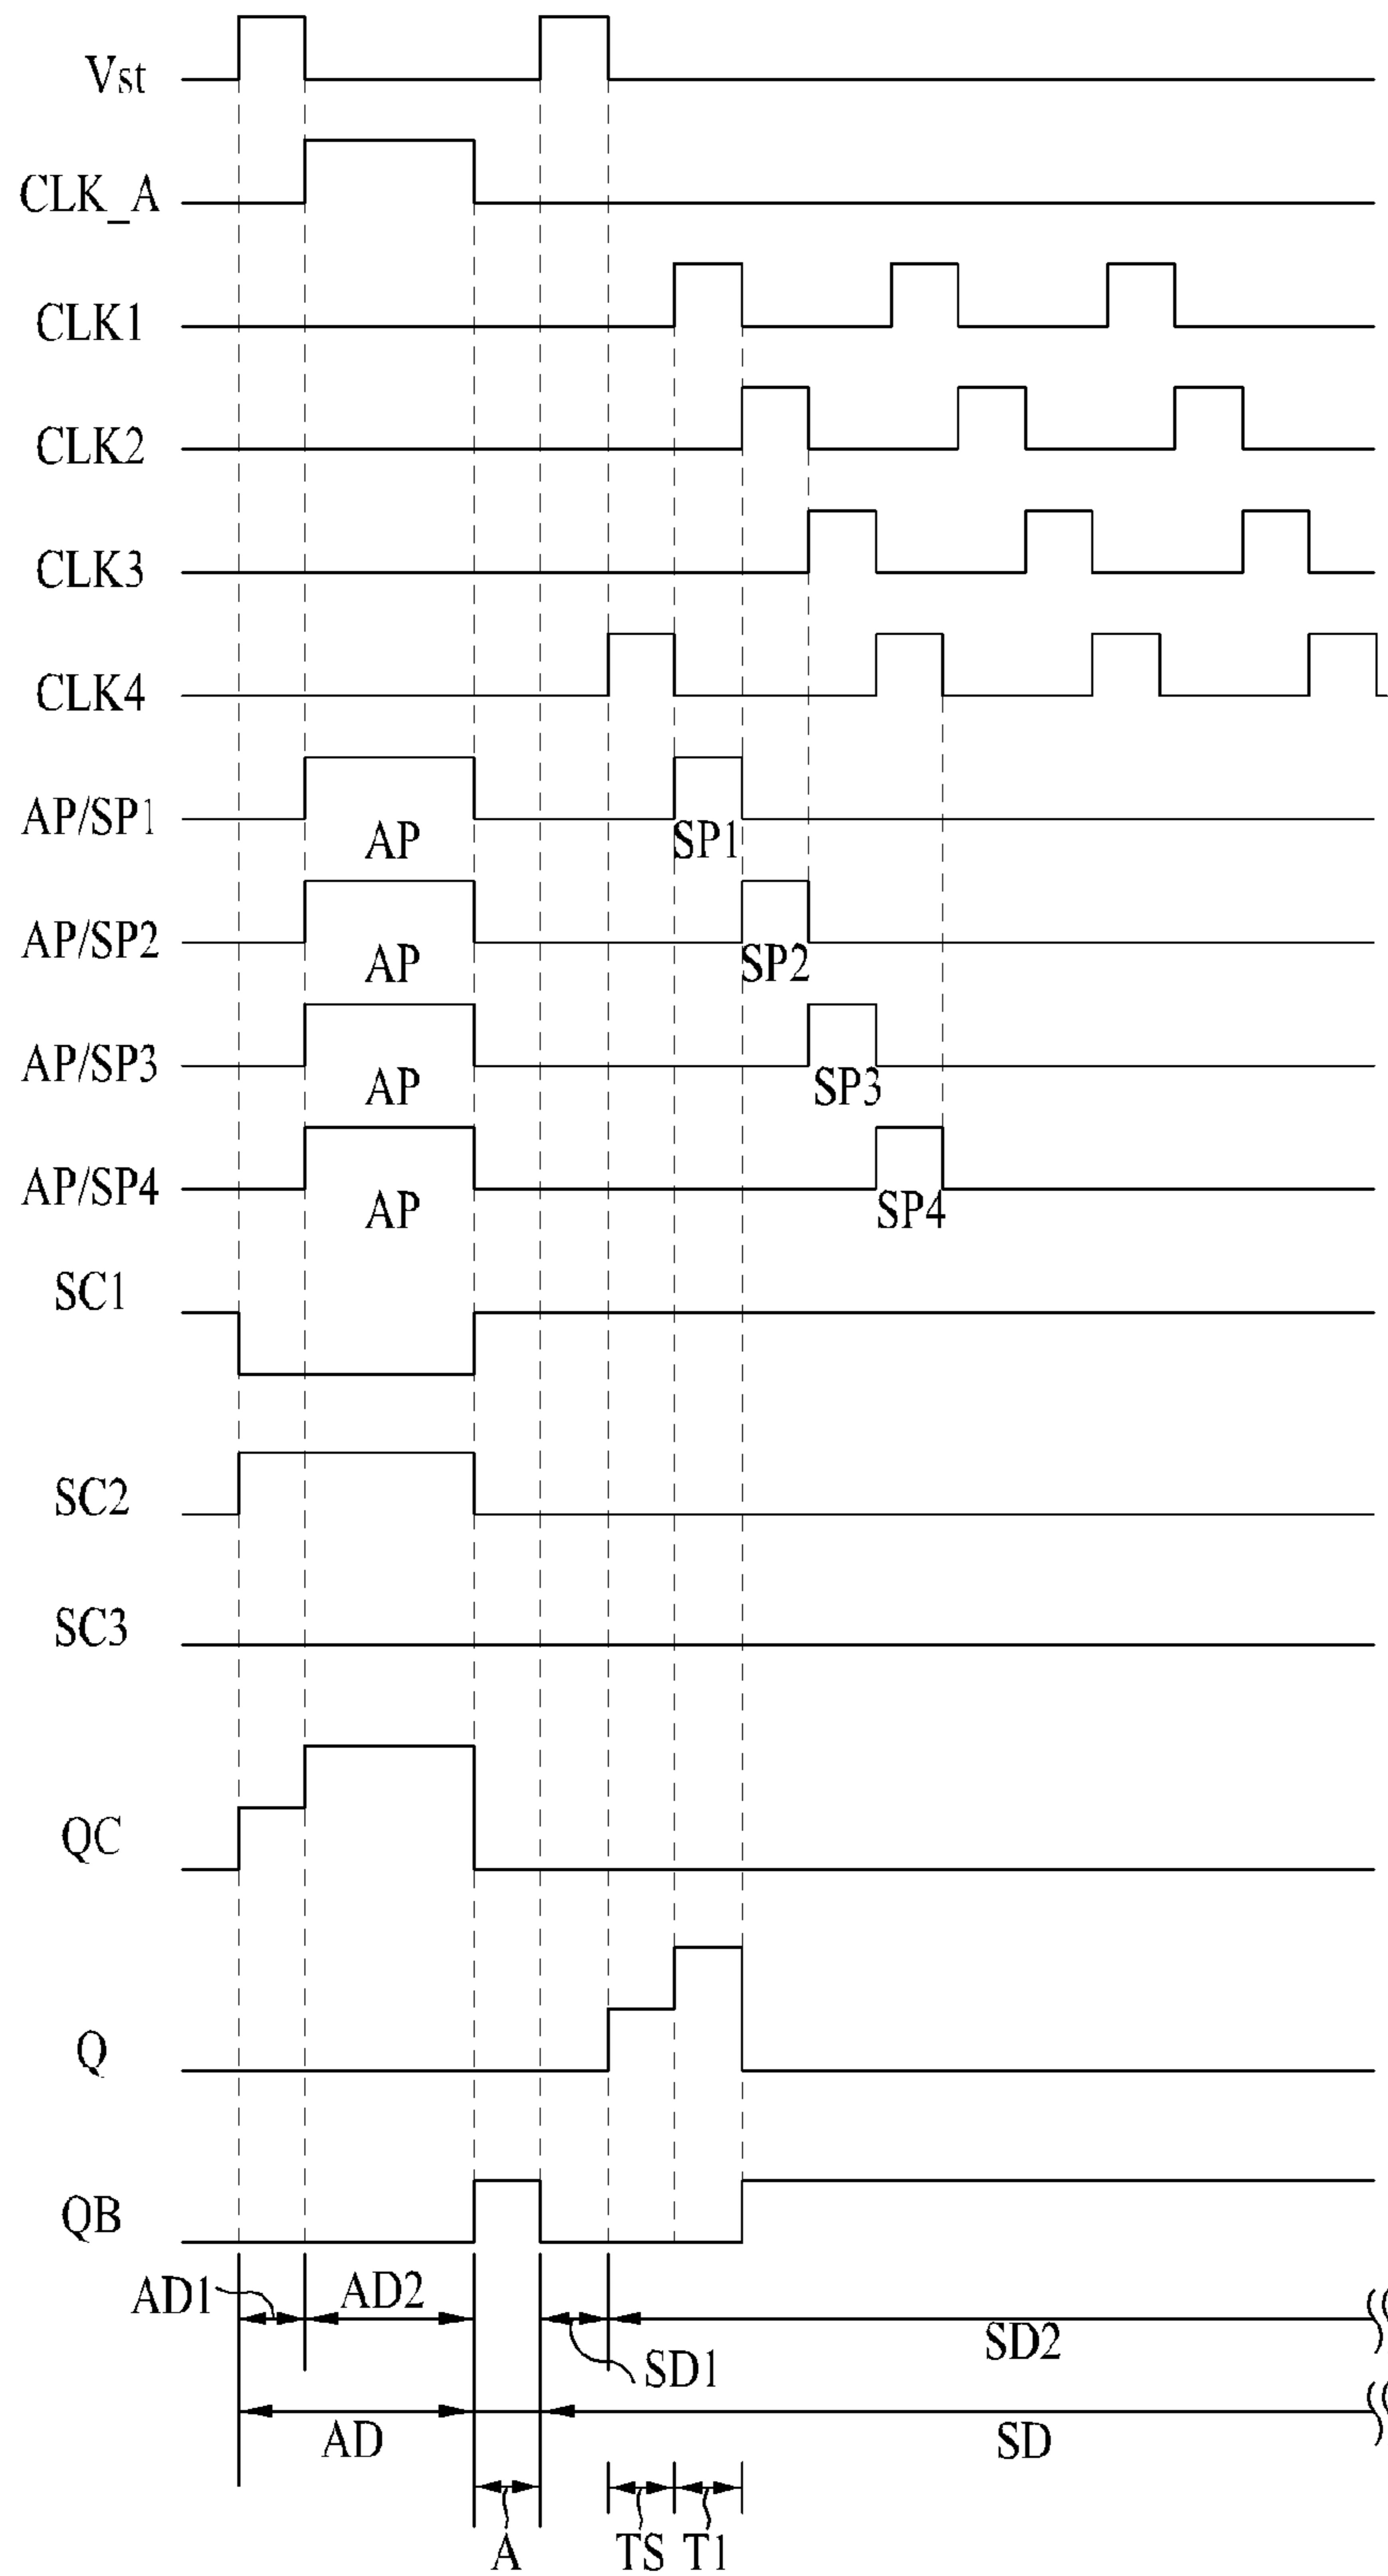 Vst
CLK_A
CLK1
CLK2
CLK3
CLK4
AP/SP1
AP
SP1
AP/SP2
AP
SP2
AP/SP3
AP
SP3
AP/SP4
AP
SP4
SC1
SC2
SC3
QC
Q
QB
AD1
AD2
SD1
SD2
AD
SD
A
TS
T1